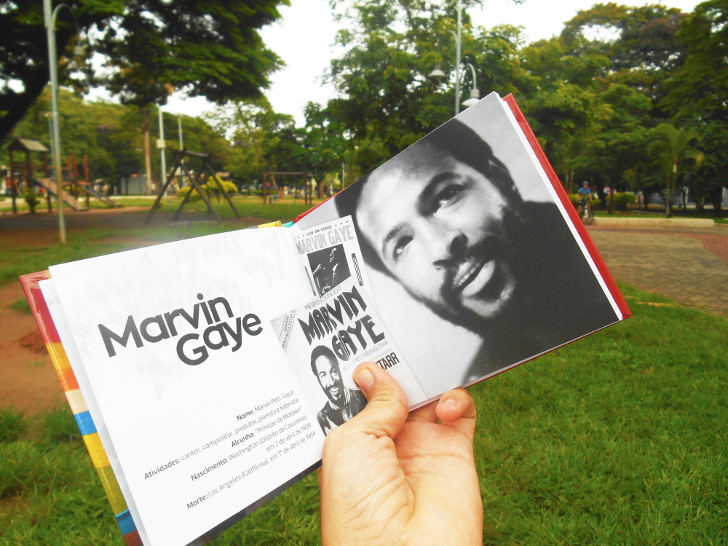 Marvin
Gaye
Nome: Marvin Petz Gay Jr.
Atividades: cantor, compositor, produtor, pianista e baterista
Alcunha: "Príncipe da Motown"
Nascimento: Washington (Distrito de Columbia),
em 2 de abril de 1939
Morte: Los Angeles (Califórnia), em 1º de abril de 1984
MARVIN GAYE
MARVIN
GAYE
STARR